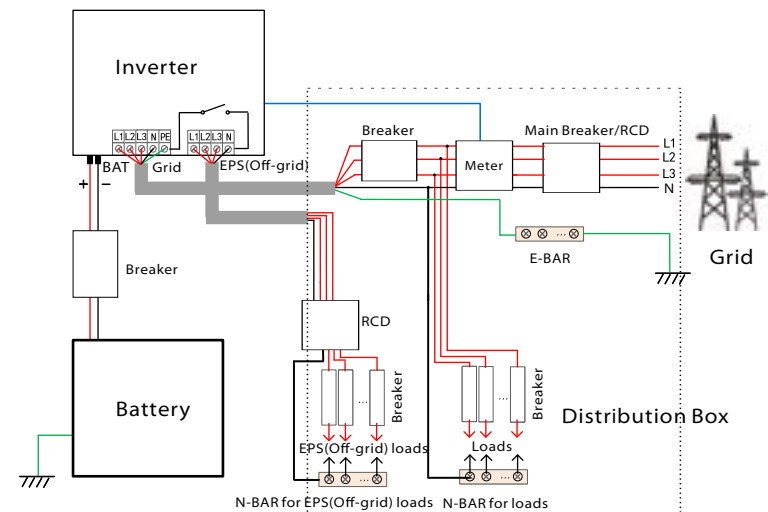 Inverter
L1 L2 L3 N PE
L1 L2 L3 N
BAT
Grid
EPS(Off-grid)
+
−
Breaker
Battery
Breaker
Meter
Main Breaker/RCD
L1
L2
L3
N
Grid
...
E-BAR
RCD
...
Breaker
...
Breaker
EPS(Off-grid) loads
Loads
Distribution Box
...
N-BAR for EPS(Off-grid) loads
...
N-BAR for loads